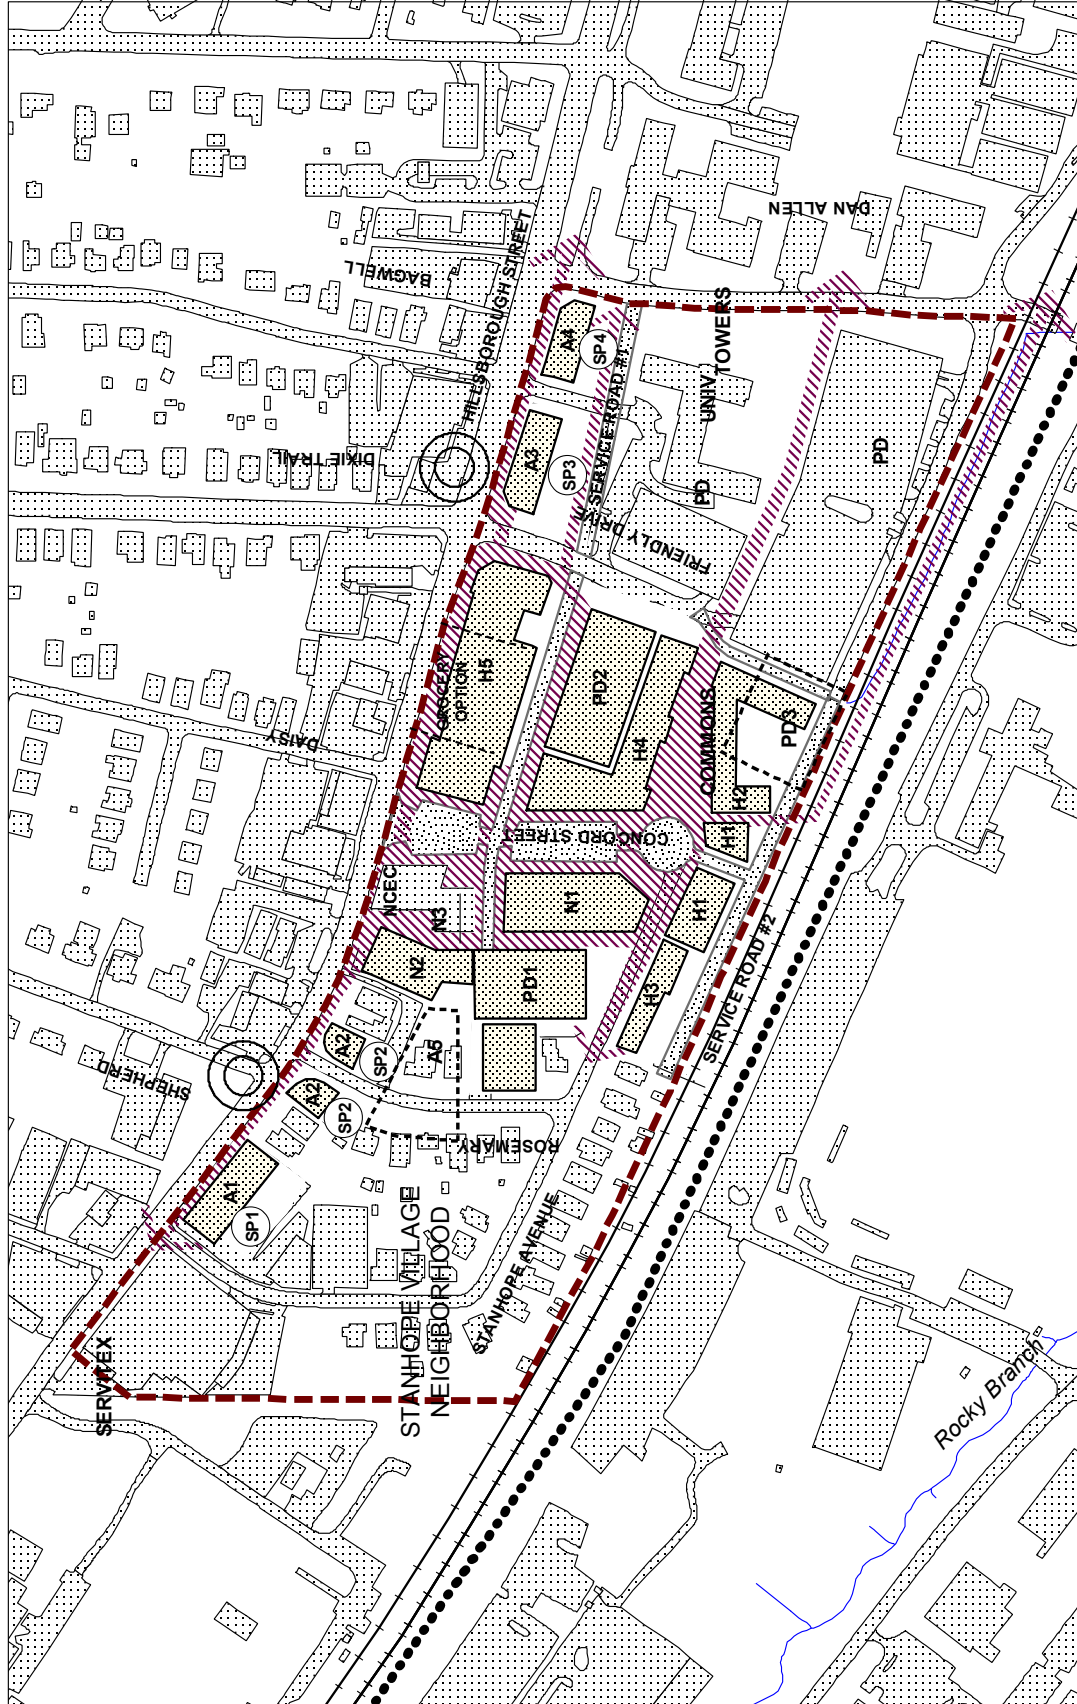 DAN ALLEN
BAGWELL
HILLSBOROUGH STREET
A4
SP4
SERVICE ROAD #1
UNIV.
TOWERS
DIXIE TRAIL
A3
SP3
PD
PD
FRIENDLY DRIVE
GROCERY
OPTION
H5
PD2
H4
COMMONS
PD3
DAISY
H2
H1
CONCORD STREET
NCEC
N3
N1
H1
N2
PD1
H3
SERVICE ROAD #2
SHEPHERD
A2
SP2
A5
A2
SP2
ROSEMARY
A1
SP1
STANHOPE VILLAGE
NEIGHBORHOOD
STANHOPE AVENUE
SERVITEX
Rocky Branch